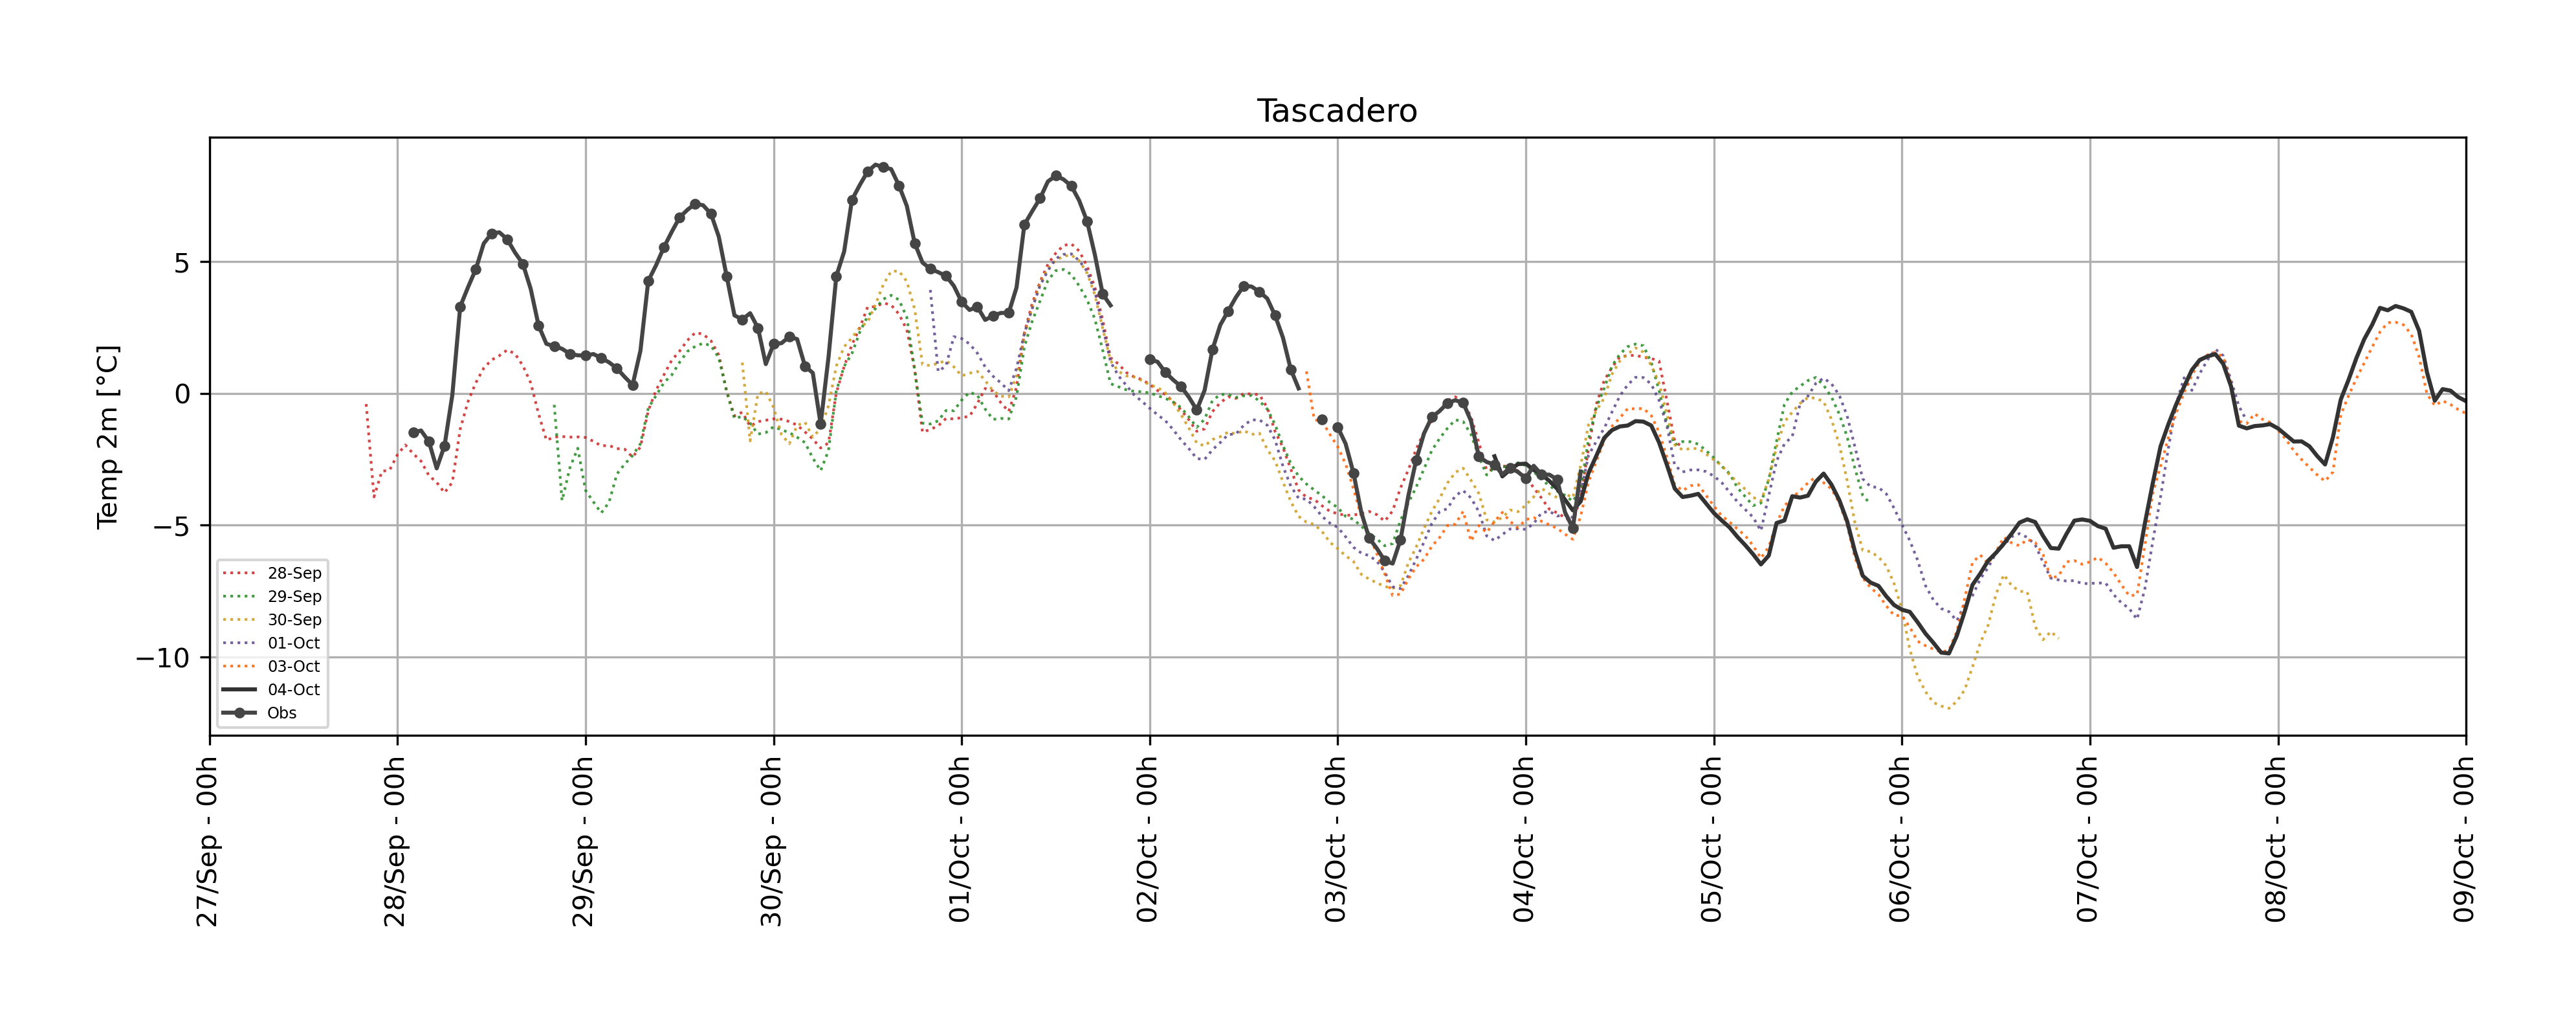 Tascadero
Temp 2m [°C]
5
0
−5
−10
28-Sep
29-Sep
30-Sep
01-Oct
03-Oct
04-Oct
Obs
27/Sep - 00h
28/Sep - 00h
29/Sep - 00h
30/Sep - 00h
01/Oct - 00h
02/Oct - 00h
03/Oct - 00h
04/Oct - 00h
05/Oct - 00h
06/Oct - 00h
07/Oct - 00h
08/Oct - 00h
09/Oct - 00h